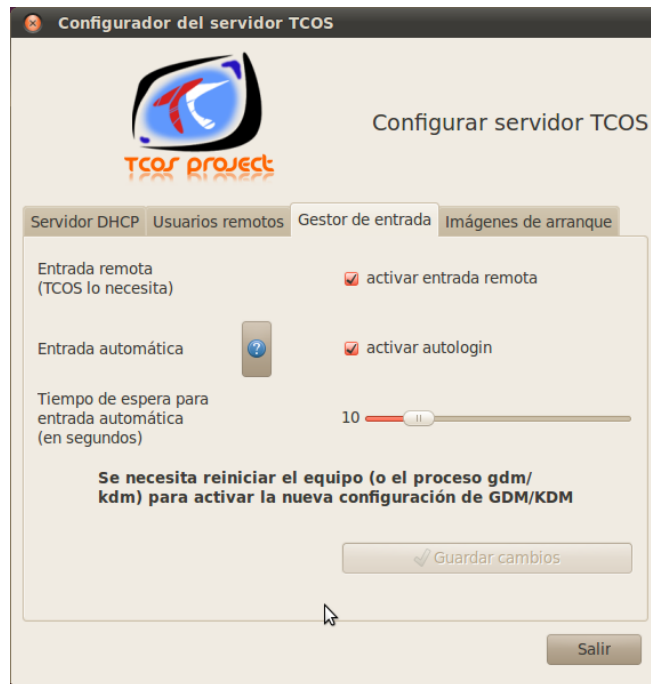 Configurador del servidor TCOS
TCOS PROJECT
Configurar servidor TCOS
Servidor DHCP Usuarios remotos Gestor de entrada Imágenes de arranque
Entrada remota
(TCOS lo necesita)
activar entrada remota
Entrada automática
?
activar autologin
Tiempo de espera para
entrada automática
(en segundos)
10
Se necesita reiniciar el equipo (o el proceso gdm/
kdm) para activar la nueva configuración de GDM/KDM
Guardar cambios
Salir